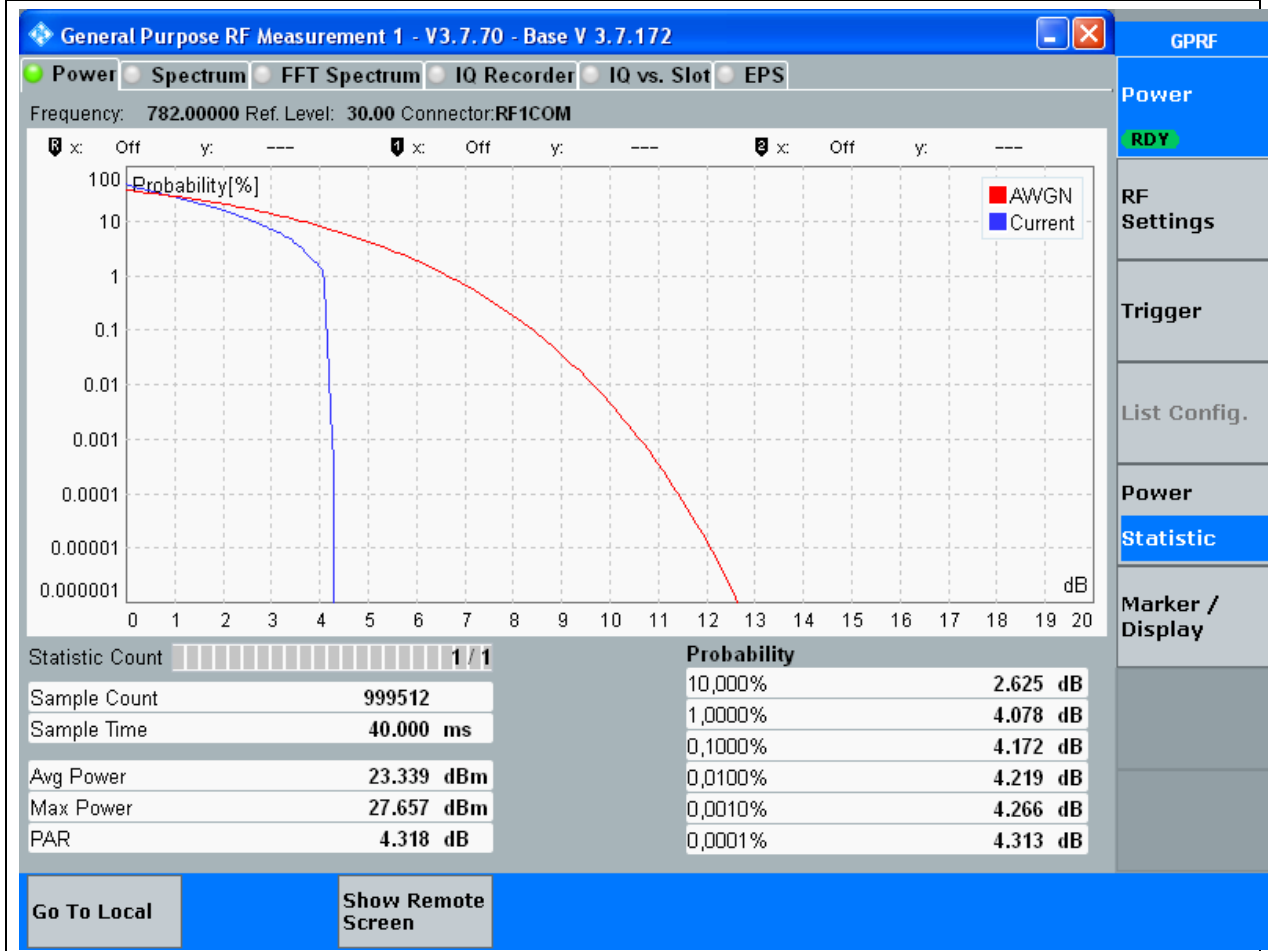 General Purpose RF Measurement 1 - V3.7.70 - Base V 3.7.172
GPRF
Power Spectrum FFT Spectrum IQ Recorder IQ vs. Slot EPS
Frequency: 782.00000 Ref. Level: 30.00 Connector:RF1COM
R x: Off y: --- 1 x: Off y: --- 2 x: Off y: ---
Probability[%]
AWGN
Current
100
10
1
0.1
0.01
0.001
0.0001
0.00001
0.000001
dB
0 1 2 3 4 5 6 7 8 9 10 11 12 13 14 15 16 17 18 19 20
Statistic Count 1 / 1
Sample Count 999512
Sample Time 40.000 ms
Avg Power 23.339 dBm
Max Power 27.657 dBm
PAR 4.318 dB
Probability
10,000% 2.625 dB
1,0000% 4.078 dB
0,1000% 4.172 dB
0,0100% 4.219 dB
0,0010% 4.266 dB
0,0001% 4.313 dB
Power
RDY
RF
Settings
Trigger
List Config.
Power
Statistic
Marker /
Display
Go To Local
Show Remote
Screen